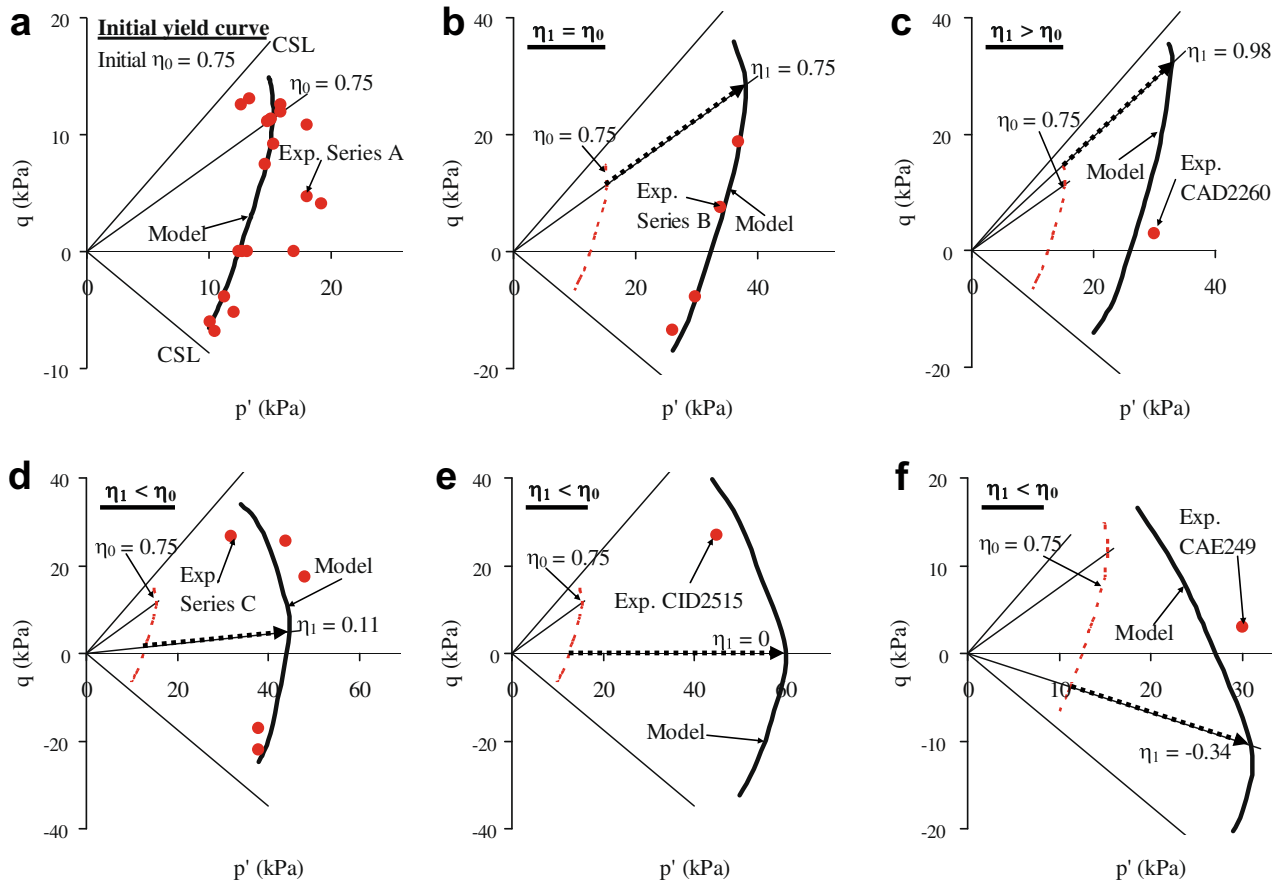 a
Initial yield curve
Initial η0 = 0.75
CSL
η0 = 0.75
Exp. Series A
Model
CSL
20
10
0
-10
0
10
20
q (kPa)
p' (kPa)
b
η1 = η0
η1 = 0.75
η0 = 0.75
Exp.
Series B
Model
40
20
0
-20
0
20
40
q (kPa)
p' (kPa)
c
η1 > η0
η1 = 0.98
η0 = 0.75
Model
Exp.
CAD2260
40
20
0
-20
0
20
40
q (kPa)
p' (kPa)
d
η1 < η0
η0 = 0.75
Exp.
Series C
Model
η1 = 0.11
40
20
0
-20
-40
0
20
40
60
q (kPa)
p' (kPa)
e
η1 < η0
η0 = 0.75
Exp. CID2515
η1 = 0
Model
40
20
0
-20
-40
0
20
40
60
q (kPa)
p' (kPa)
f
η1 < η0
η0 = 0.75
Exp.
CAE249
Model
η1 = -0.34
20
10
0
-10
-20
0
10
20
30
q (kPa)
p' (kPa)